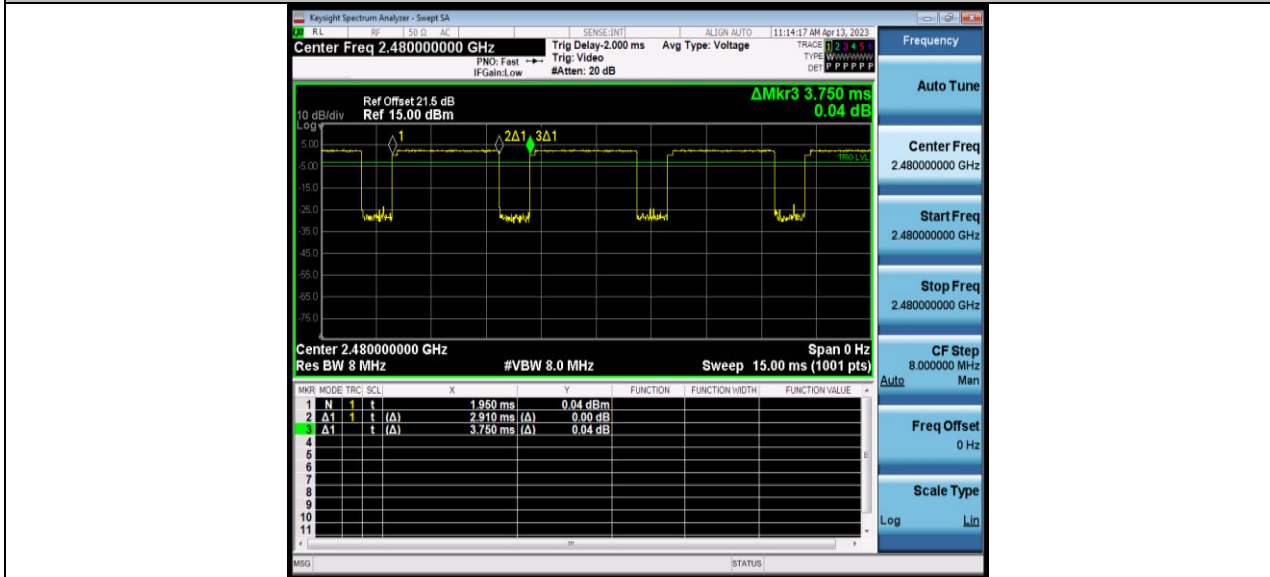 Keysight Spectrum Analyzer - Swept SA
RL RF 50 Ω AC SENSE:INT ALIGN AUTO 11:14:17 AM Apr 13, 2023
Center Freq 2.480000000 GHz
PNO: Fast
IFGain:Low
Trig Delay-2.000 ms
Trig: Video
#Atten: 20 dB
Avg Type: Voltage
TRACE 1 2 3 4 5 6
TYPE WWWWWW
DET P P P P P P
Frequency
Ref Offset 21.5 dB
10 dB/div Ref 15.00 dBm
Log
ΔMkr3 3.750 ms
0.04 dB
1
2Δ1
3Δ1
TRIG LVL
5.00
-5.00
-15.0
-25.0
-35.0
-45.0
-55.0
-65.0
-75.0
Center 2.480000000 GHz Span 0 Hz
Res BW 8 MHz #VBW 8.0 MHz Sweep 15.00 ms (1001 pts)
MKR MODE TRC SCL X Y FUNCTION FUNCTION WIDTH FUNCTION VALUE
1 N 1 t 1.950 ms 0.04 dBm
2 Δ1 1 t (Δ) 2.910 ms (Δ) 0.00 dB
3 Δ1 t (Δ) 3.750 ms (Δ) 0.04 dB
4
5
6
7
8
9
10
11
MSG STATUS
Auto Tune
Center Freq
2.480000000 GHz
Start Freq
2.480000000 GHz
Stop Freq
2.480000000 GHz
CF Step
8.000000 MHz
Auto Man
Freq Offset
0 Hz
Scale Type
Log Lin